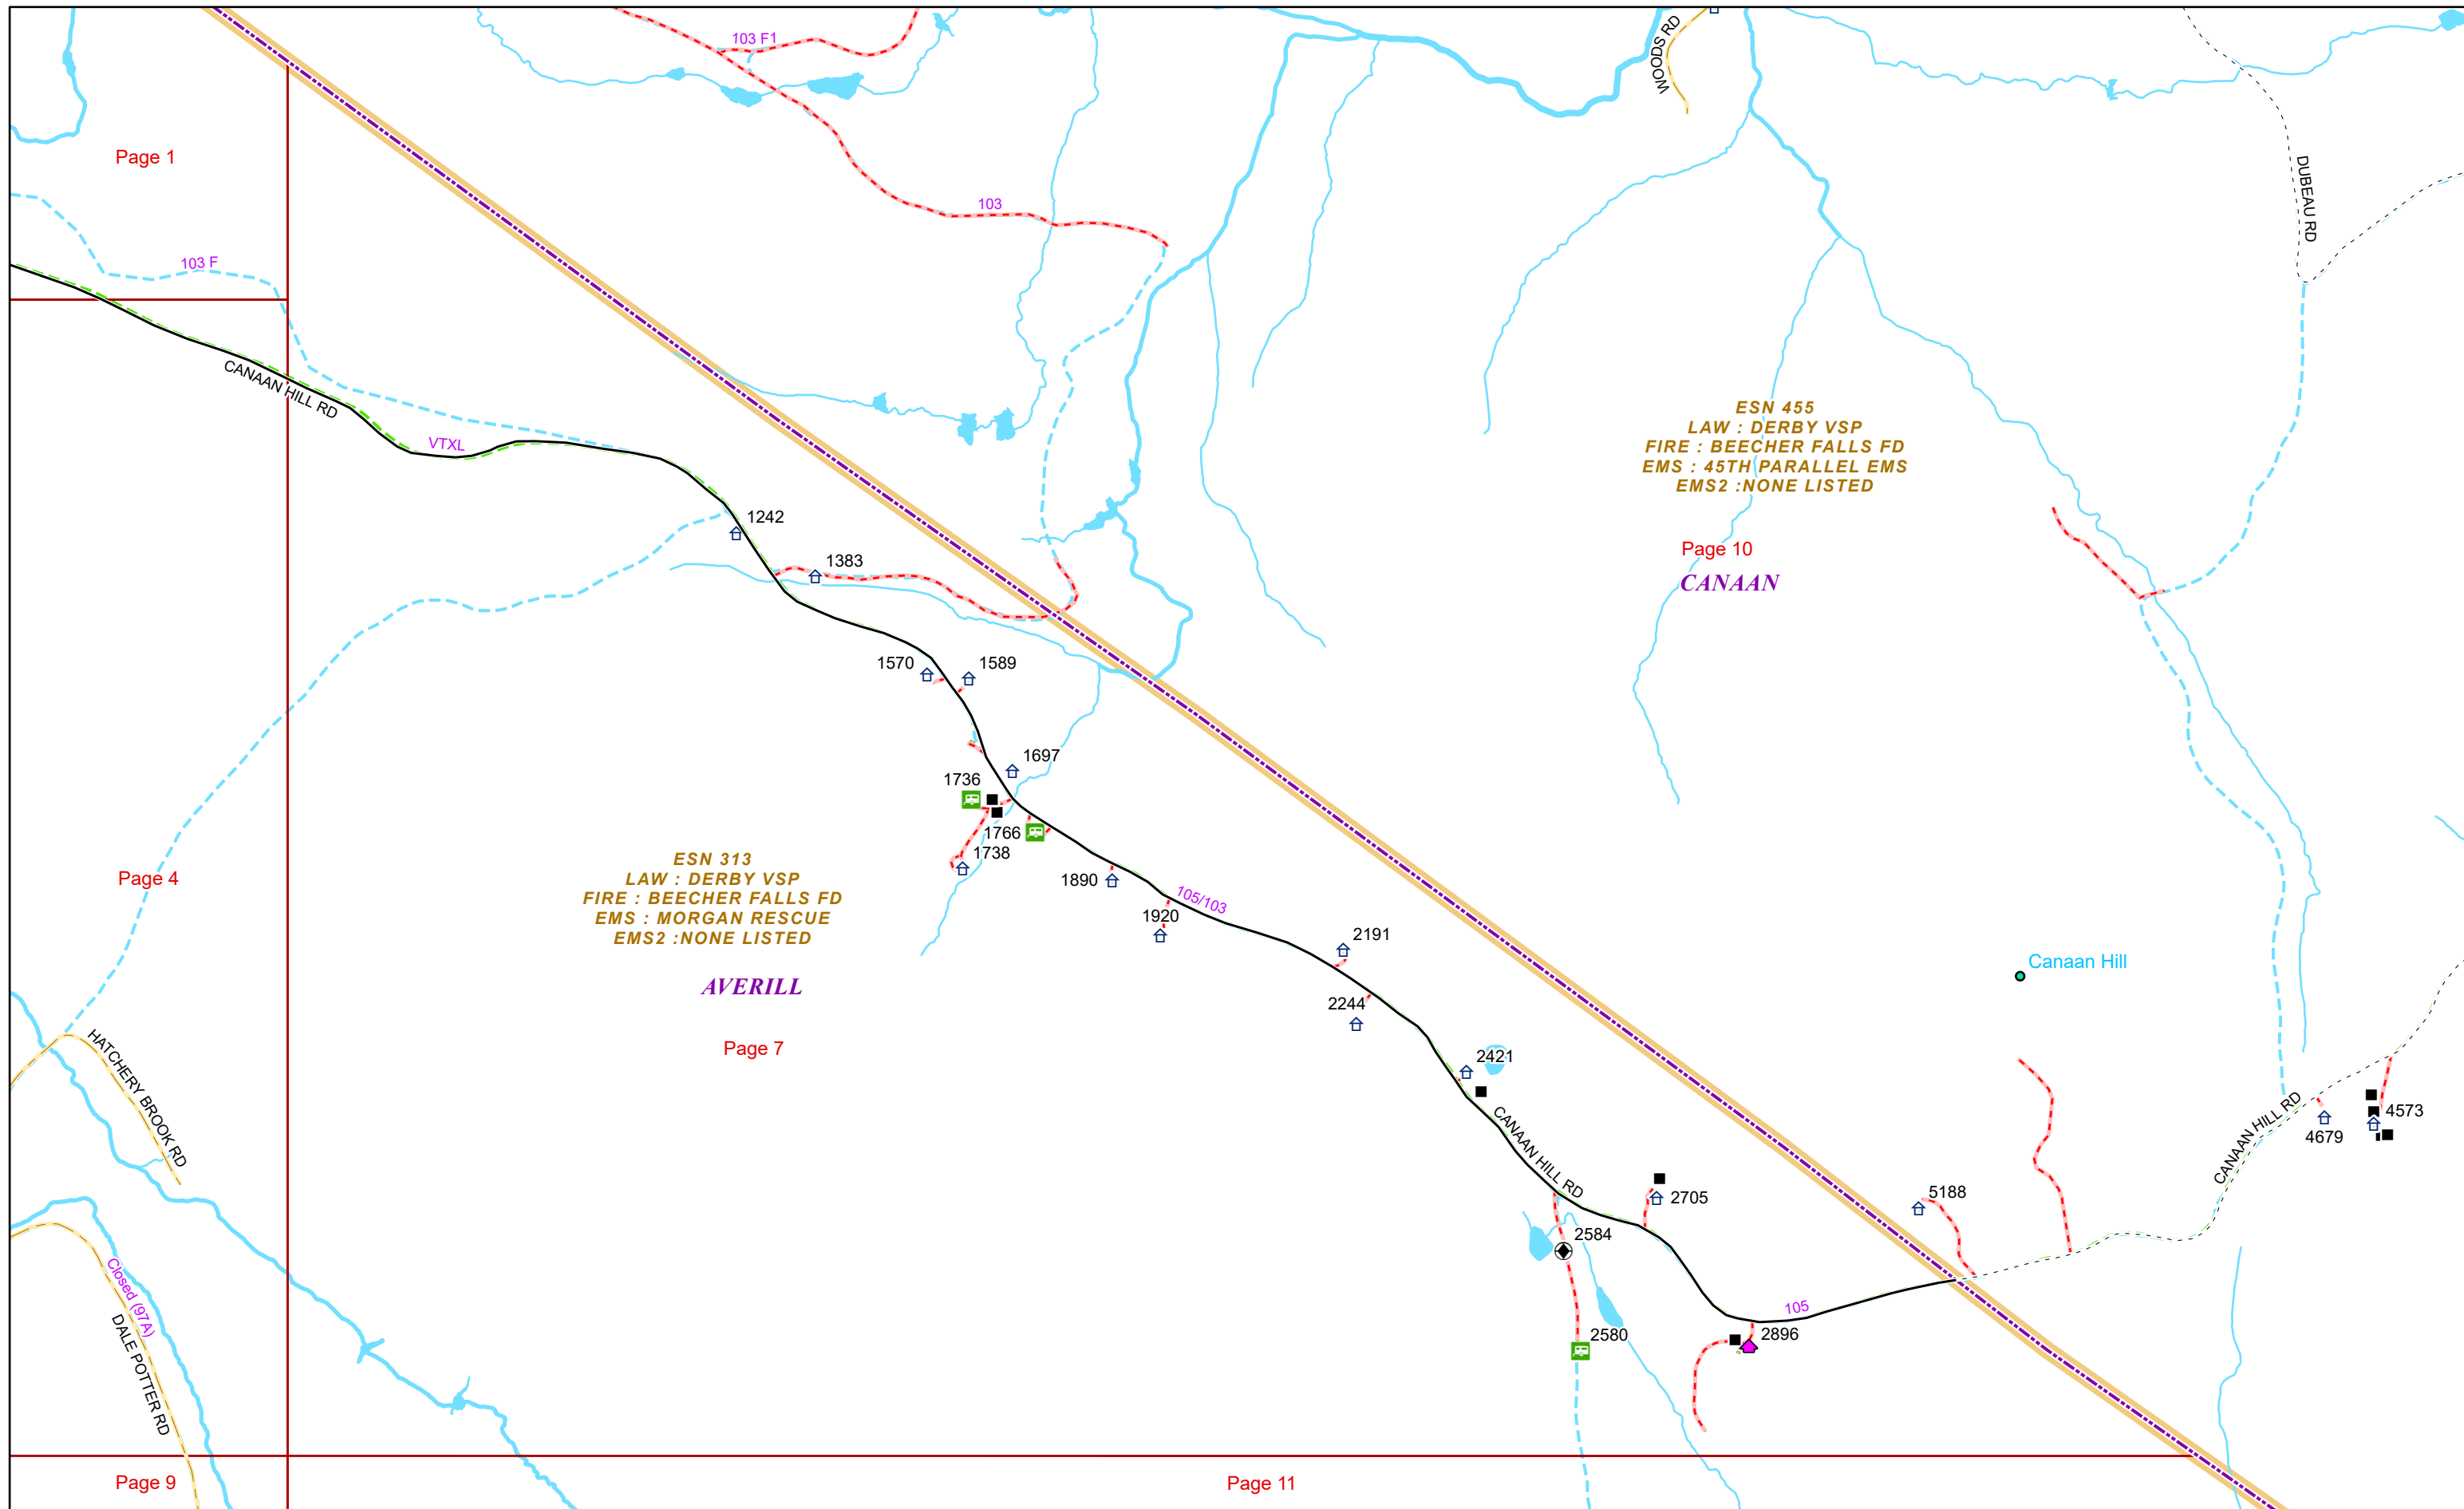 103 F1
WOODS RD
Page 1
DUBEAU RD
103
103 F
CANAAN HILL RD
VTXL
ESN 455
LAW : DERBY VSP
FIRE : BEECHER FALLS FD
EMS : 45TH PARALLEL EMS
EMS2 :NONE LISTED
1242
Page 10
1383
CANAAN
1570
1589
1697
1736
1766
1738
Page 4
ESN 313
LAW : DERBY VSP
FIRE : BEECHER FALLS FD
EMS : MORGAN RESCUE
EMS2 :NONE LISTED
1890
105/103
1920
2191
Canaan Hill
AVERILL
2244
Page 7
2421
HATCHERY BROOK RD
CANAAN HILL RD
CANAAN HILL RD
4573
4679
2705
5188
2584
Closed (97A)
105
2580
2896
DALE POTTER RD
Page 9
Page 11